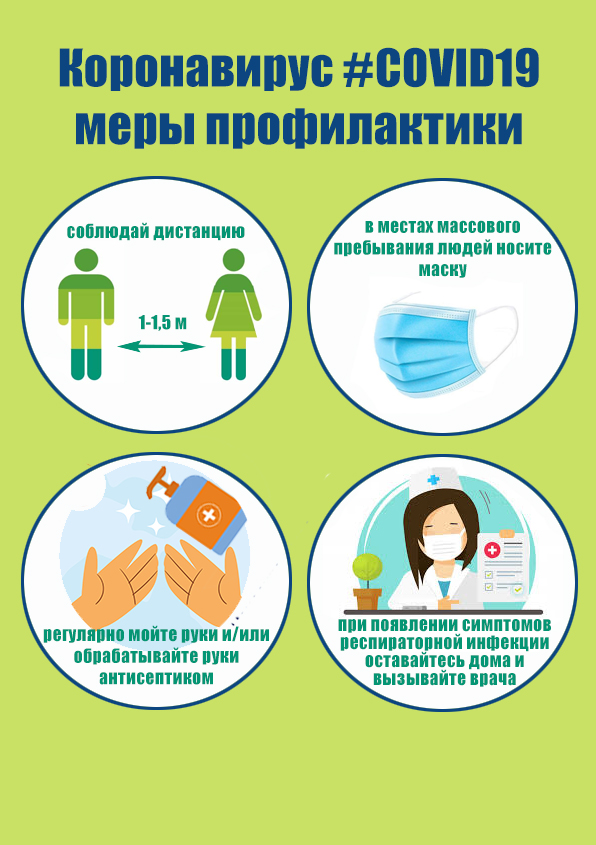 Коронавирус #COVID19
меры профилактики
соблюдай дистанцию
1-1,5 м
в местах массового
пребывания людей носите
маску
регулярно мойте руки и/или
обрабатывайте руки
антисептиком
при появлении симптомов
респираторной инфекции
оставайтесь дома и
вызывайте врача